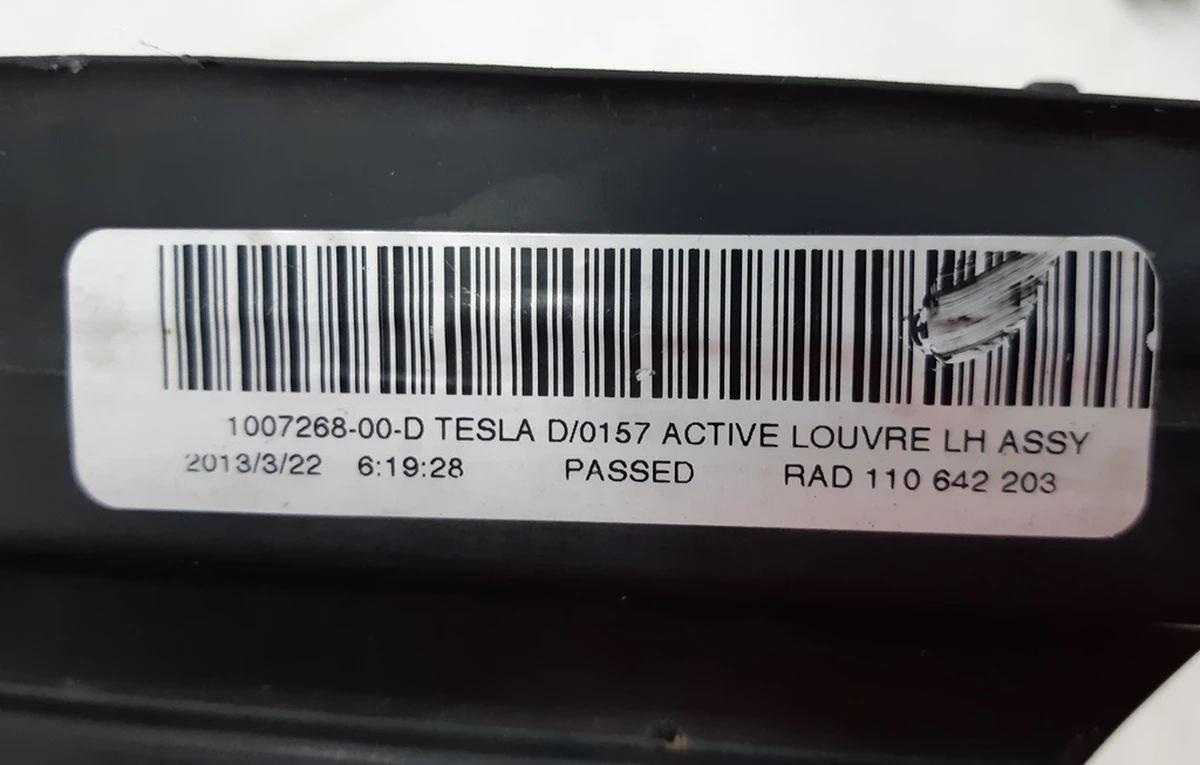 1007268-00-D TESLA D/0157 ACTIVE LOUVRE LH ASSY
2013/3/22 6:19:28 PASSED RAD 110 642 203